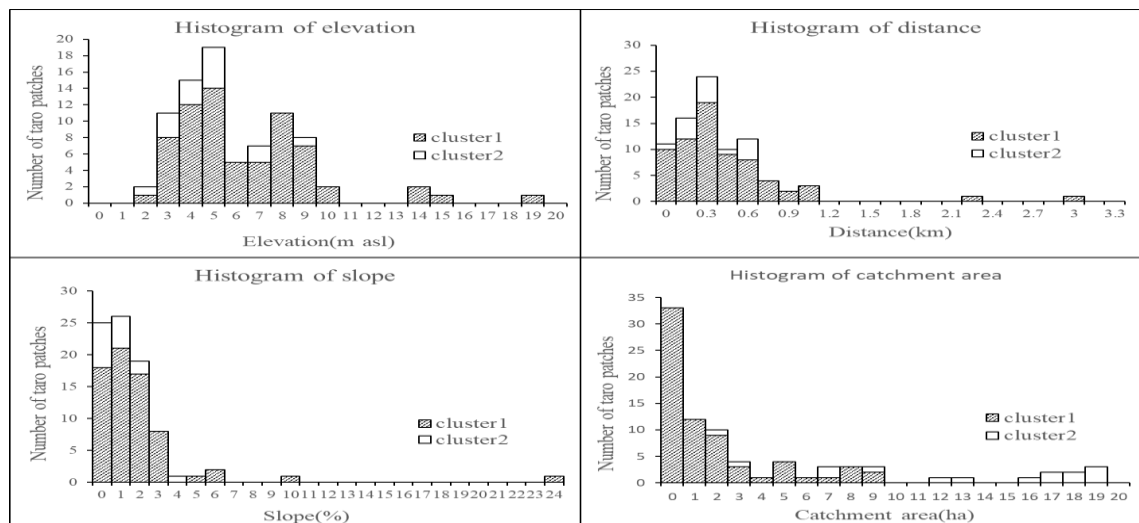 Histogram of elevation
20
18
16
14
12
10
8
6
4
2
0
Number of taro patches
cluster1
cluster2
0 1 2 3 4 5 6 7 8 9 10 11 12 13 14 15 16 17 18 19 20
Elevation(m asl)
Histogram of distance
30
25
20
15
10
5
0
Number of taro patches
cluster1
cluster2
0 0.3 0.6 0.9 1.2 1.5 1.8 2.1 2.4 2.7 3 3.3
Distance(km)
Histogram of slope
30
25
20
15
10
5
0
Number of taro patches
cluster1
cluster2
0 1 2 3 4 5 6 7 8 9 10 11 12 13 14 15 16 17 18 19 20 21 22 23 24
Slope(%)
Histogram of catchment area
35
30
25
20
15
10
5
0
Number of taro patches
cluster1
cluster2
0 1 2 3 4 5 6 7 8 9 10 11 12 13 14 15 16 17 18 19 20
Catchment area(ha)